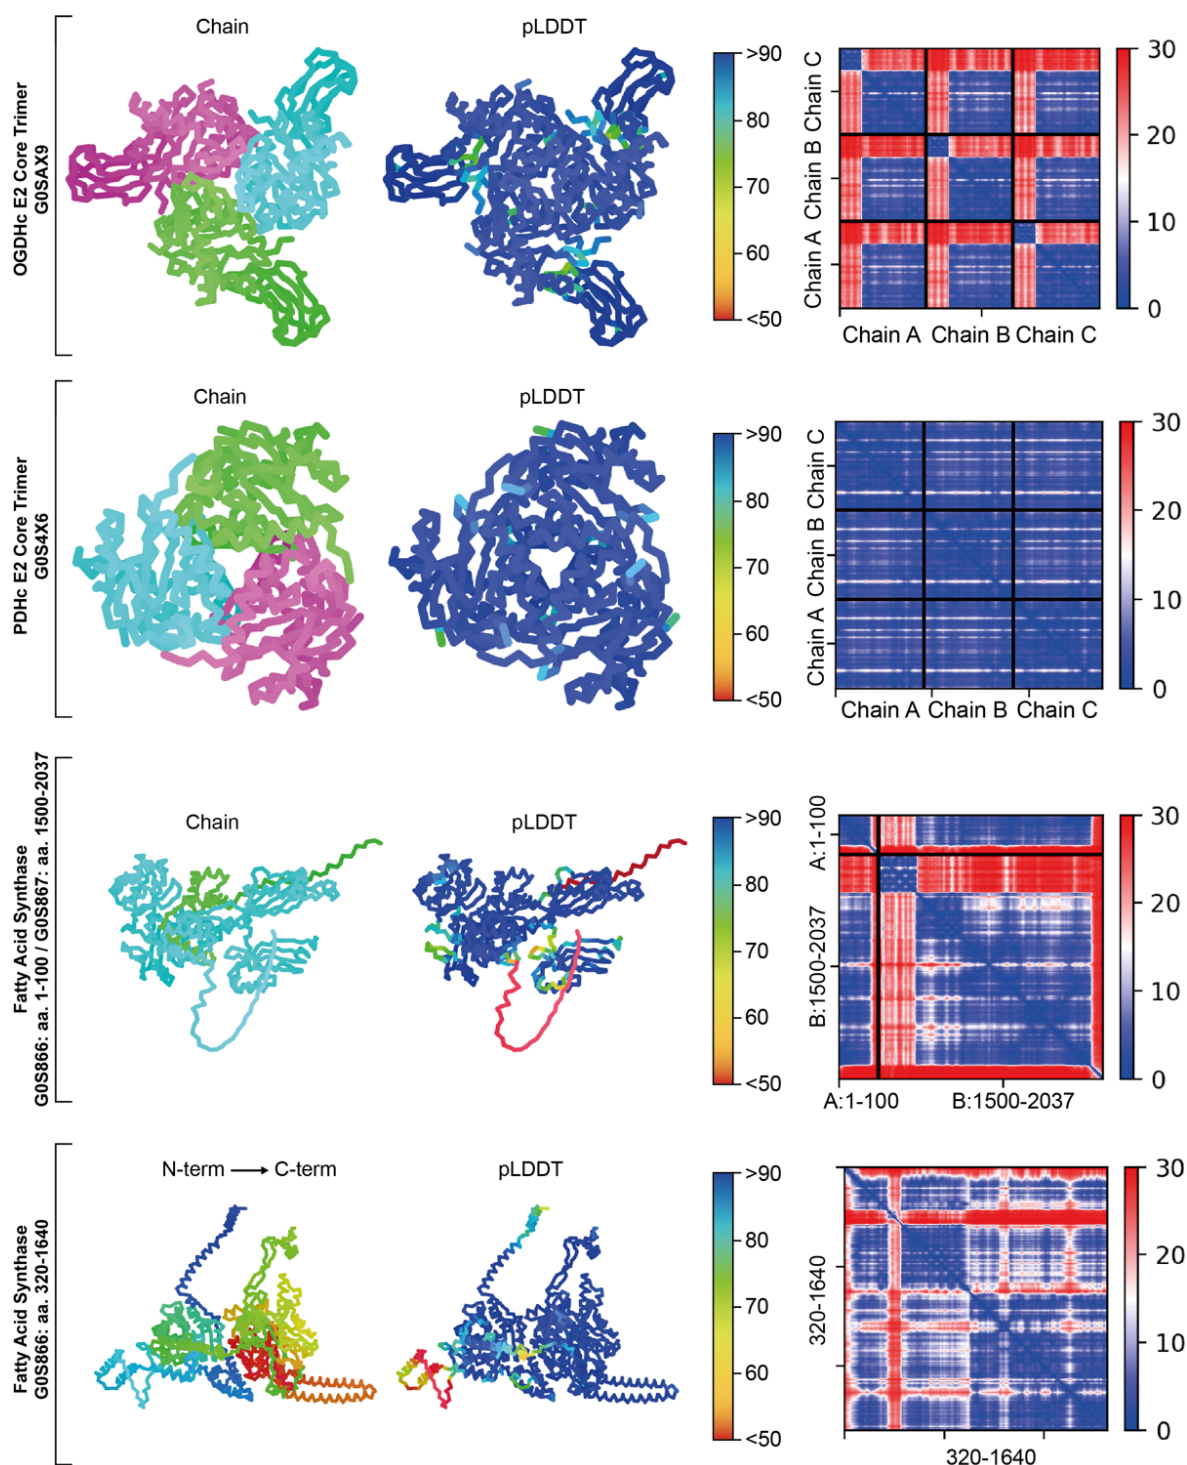 OGDHc E2 Core Trimer
G0SAX9
Chain
pLDDT
>90
80
70
60
<50
Chain A Chain B Chain C
Chain A Chain B Chain C
30
20
10
0
PDHc E2 Core Trimer
G0S4X6
Chain
pLDDT
>90
80
70
60
<50
Chain A Chain B Chain C
Chain A Chain B Chain C
30
20
10
0
Fatty Acid Synthase
G0S866: aa. 1-100 / G0S867: aa. 1500-2037
Chain
pLDDT
>90
80
70
60
<50
B:1500-2037 A:1-100
A:1-100 B:1500-2037
30
20
10
0
Fatty Acid Synthase
G0S866: aa. 320-1640
N-term → C-term
pLDDT
>90
80
70
60
<50
320-1640
320-1640
30
20
10
0